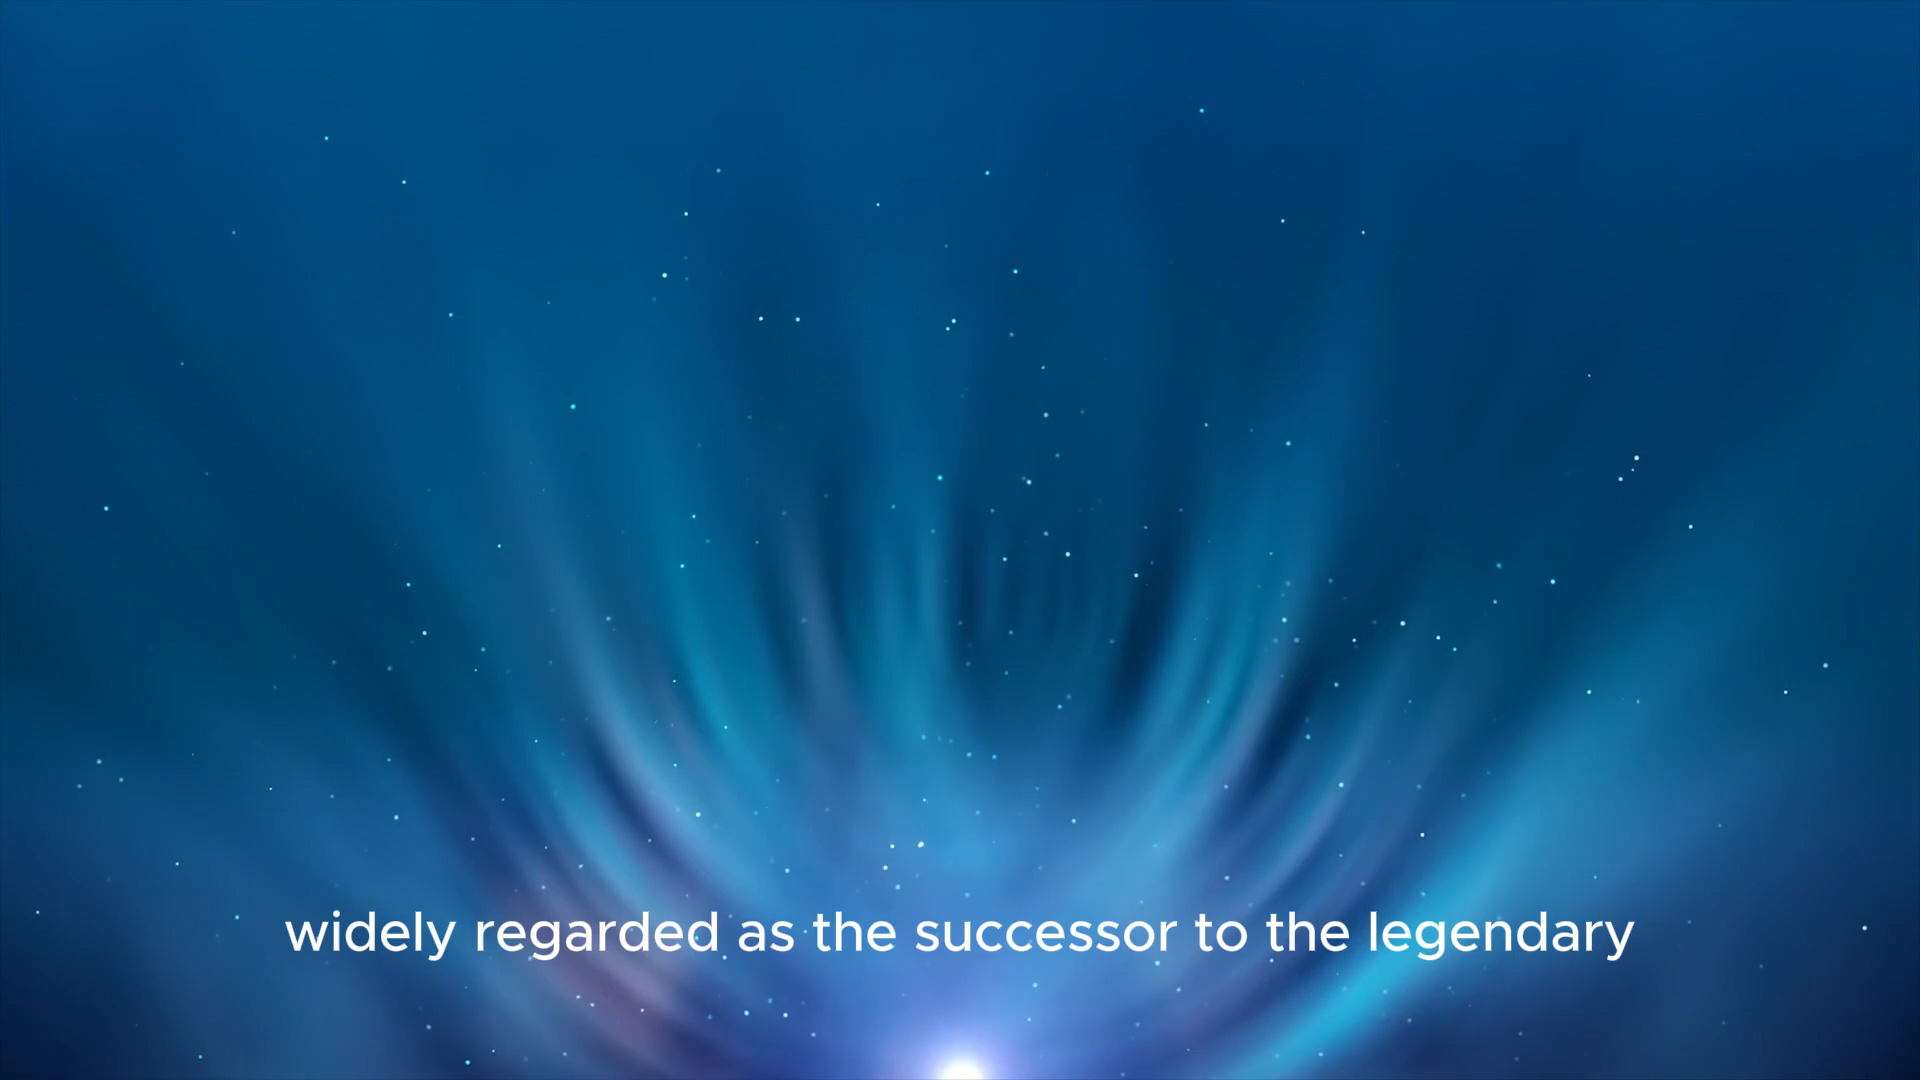 widely regarded as the successor to the legendary